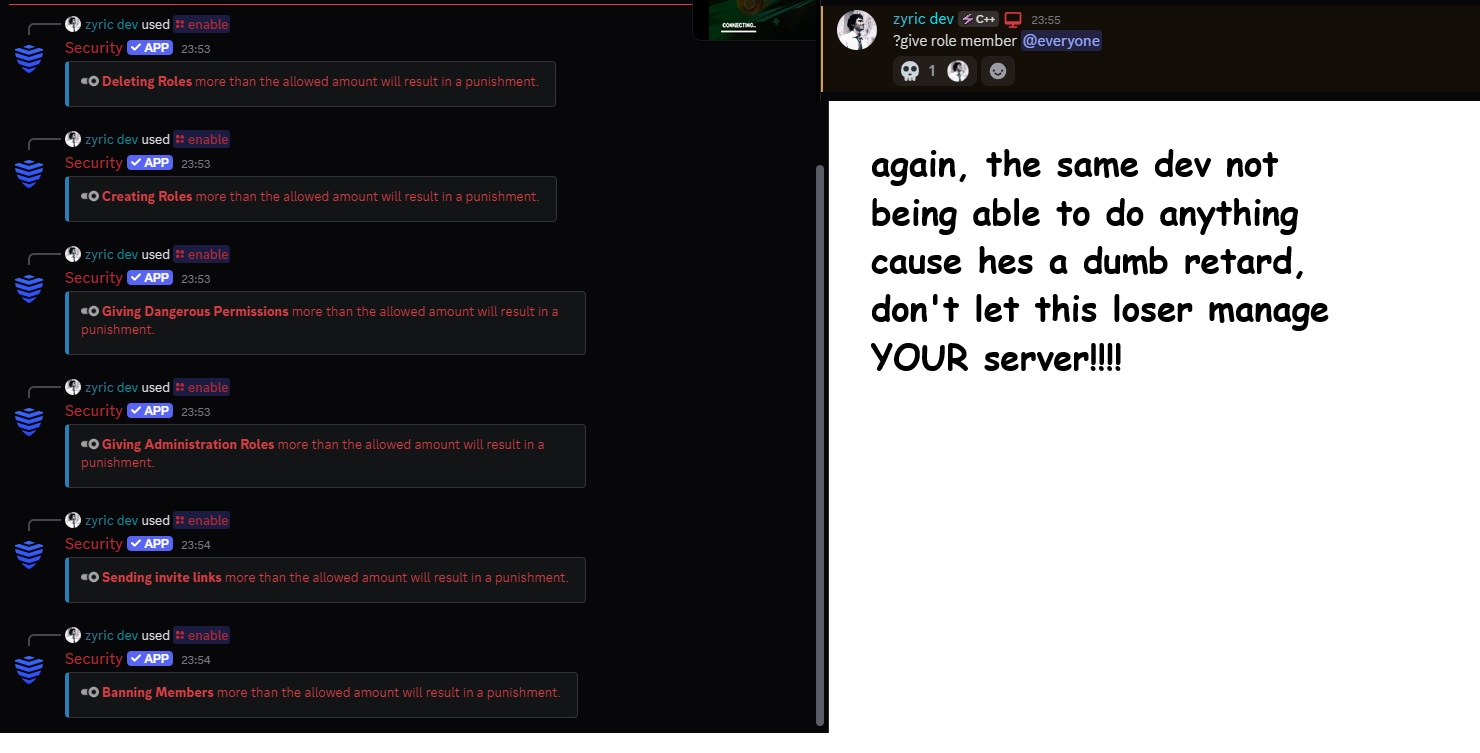 zyric dev used enable
Security APP 23:53
Deleting Roles more than the allowed amount will result in a punishment.
zyric dev used enable
Security APP 23:53
Creating Roles more than the allowed amount will result in a punishment.
zyric dev used enable
Security APP 23:53
Giving Dangerous Permissions more than the allowed amount will result in a
punishment.
zyric dev used enable
Security APP 23:53
Giving Administration Roles more than the allowed amount will result in a
punishment.
zyric dev used enable
Security APP 23:54
Sending invite links more than the allowed amount will result in a punishment.
zyric dev used enable
Security APP 23:54
Banning Members more than the allowed amount will result in a punishment.
CONNECTING..
zyric dev C++ 23:55
?give role member @everyone
1
again, the same dev not
being able to do anything
cause hes a dumb retard,
don't let this loser manage
YOUR server!!!!